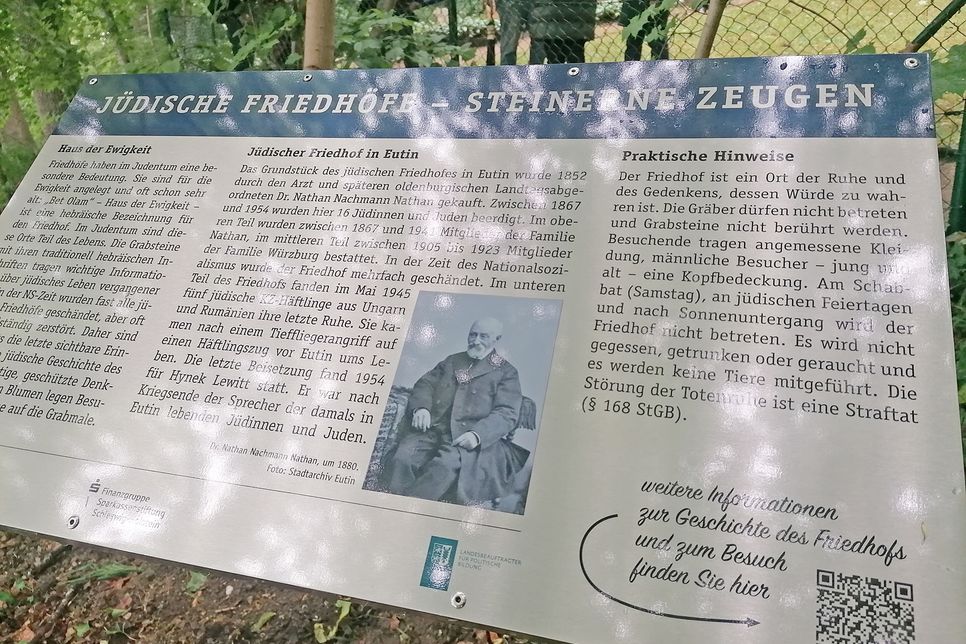 JÜDISCHE FRIEDHÖFE – STEINERNE ZEUGEN
Haus der Ewigkeit
Friedhöfe haben im Judentum eine be-
sondere Bedeutung. Sie sind für die
Ewigkeit angelegt und oft schon sehr
alt: „Bet Olam“ – Haus der Ewigkeit –
ist eine hebräische Bezeichnung für
den Friedhof. Im Judentum sind die-
se Orte Teil des Lebens. Die Grabsteine
mit ihren traditionell hebräischen In-
schriften tragen wichtige Informatio-
über jüdisches Leben vergangener
In der NS-Zeit wurden fast alle jü-
Friedhöfe geschändet, aber oft
ständig zerstört. Daher sind
s die letzte sichtbare Erin-
e jüdische Geschichte des
tige, geschützte Denk-
n Blumen legen Besu-
e auf die Grabmale.
Jüdischer Friedhof in Eutin
Das Grundstück des jüdischen Friedhofes in Eutin wurde 1852
durch den Arzt und späteren oldenburgischen Landtagsabge-
ordneten Dr. Nathan Nachmann Nathan gekauft. Zwischen 1867
und 1954 wurden hier 16 Jüdinnen und Juden beerdigt. Im obe-
ren Teil wurden zwischen 1867 und Mitglieder der Familie
Nathan, im mittleren Teil zwischen 1905 bis 1923 Mitglieder
der Familie Würzburg bestattet. In der Zeit des Nationalsozi-
alismus wurde der Friedhof mehrfach geschändet. Im unteren
Teil des Friedhofs fanden im Mai 1945
fünf jüdische KZ-Häftlinge aus Ungarn
und Rumänien ihre letzte Ruhe. Sie ka-
men nach einem Tieffliegerangriff auf
einen Häftlingszug vor Eutin ums Le-
ben. Die letzte Beisetzung fand 1954
für Hynek Lewitt statt. Er war nach
Kriegsende der Sprecher der damals in
Eutin lebenden Jüdinnen und Juden.
Dr. Nathan Nachmann Nathan, um 1880.
Foto: Stadtarchiv Eutin
Praktische Hinweise
Der Friedhof ist ein Ort der Ruhe und
des Gedenkens, dessen Würde zu wah-
ren ist. Die Gräber dürfen nicht betreten
und Grabsteine nicht berührt werden.
Besuchende tragen angemessene Klei-
dung, männliche Besucher – jung und
alt – eine Kopfbedeckung. Am Schab-
bat (Samstag), an jüdischen Feiertagen
und nach Sonnenuntergang wird der
Friedhof nicht betreten. Es wird nicht
gegessen, getrunken oder geraucht und
es werden keine Tiere mitgeführt. Die
Störung der Totenruhe ist eine Straftat
(§ 168 StGB).
weitere Informationen
zur Geschichte des Friedhofs
und zum Besuch
finden Sie hier
Finanzgruppe
Sparkassenstiftung
Schleswig-Holstein
LANDESBEAUFTRAGTER
FÜR POLITISCHE
BILDUNG